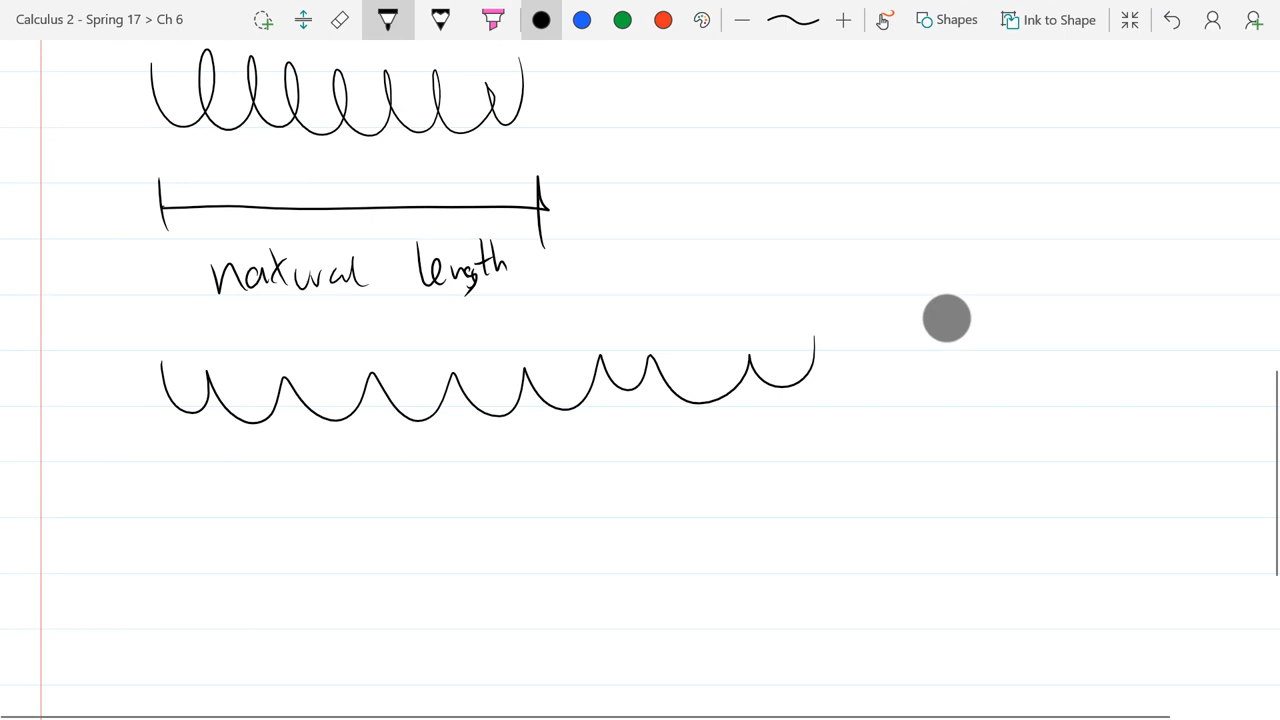 Calculus 2 - Spring 17 > Ch 6
Shapes
Ink to Shape
natural length